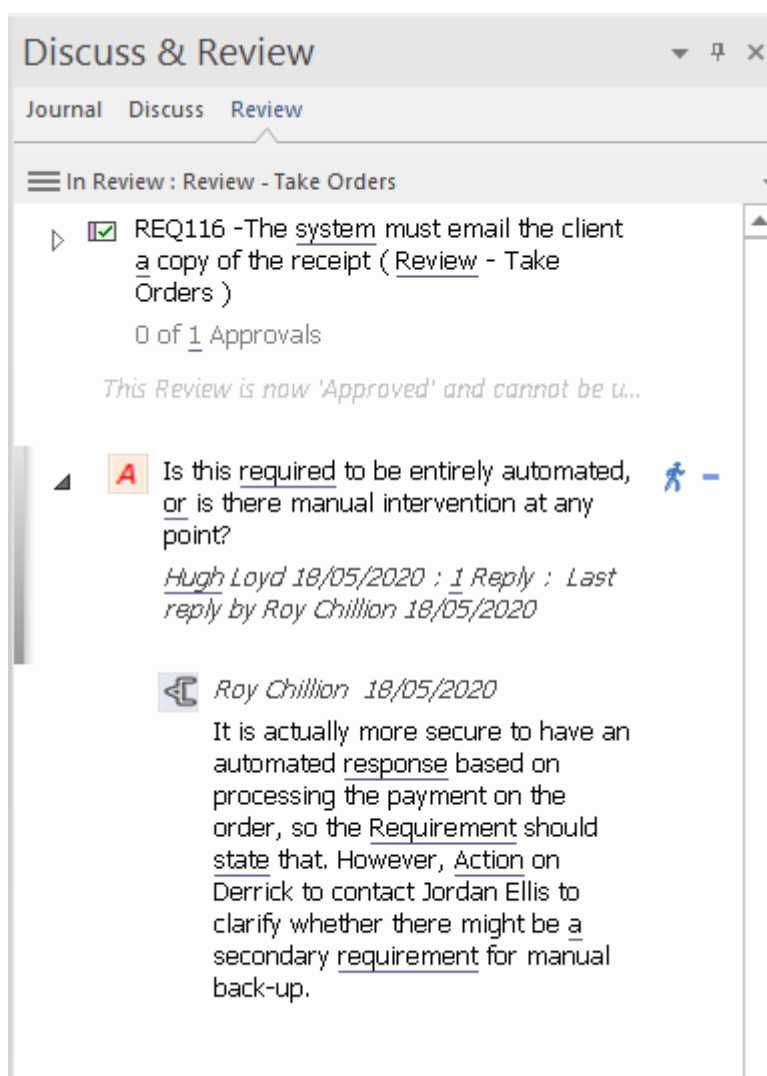 Discuss & Review
Journal Discuss Review
In Review : Review - Take Orders
REQ116 -The system must email the client
a copy of the receipt ( Review - Take
Orders )
0 of 1 Approvals
This Review is now 'Approved' and cannot be u...
A Is this required to be entirely automated,
or is there manual intervention at any
point?
Hugh Loyd 18/05/2020 : 1 Reply : Last
reply by Roy Chillion 18/05/2020
Roy Chillion 18/05/2020
It is actually more secure to have an
automated response based on
processing the payment on the
order, so the Requirement should
state that. However, Action on
Derrick to contact Jordan Ellis to
clarify whether there might be a
secondary requirement for manual
back-up.